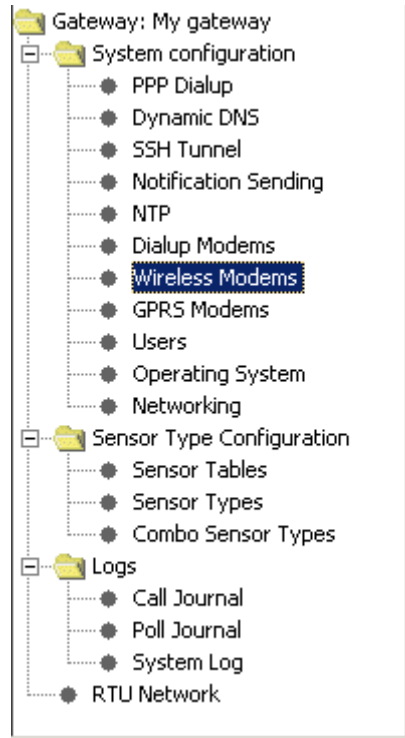 Gateway: My gateway
System configuration
PPP Dialup
Dynamic DNS
SSH Tunnel
Notification Sending
NTP
Dialup Modems
Wireless Modems
GPRS Modems
Users
Operating System
Networking
Sensor Type Configuration
Sensor Tables
Sensor Types
Combo Sensor Types
Logs
Call Journal
Poll Journal
System Log
RTU Network